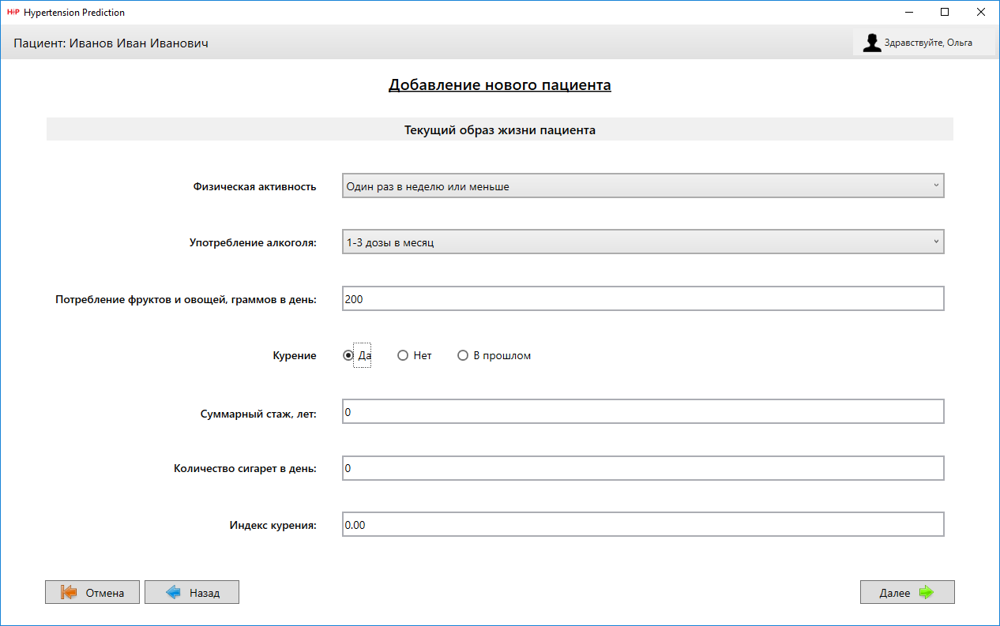 HiP Hypertension Prediction
Пациент: Иванов Иван Иванович
Здравствуйте, Ольга
Добавление нового пациента
Текущий образ жизни пациента
Физическая активность Один раз в неделю или меньше
Употребление алкоголя: 1-3 дозы в месяц
Потребление фруктов и овощей, граммов в день: 200
Курение Да Нет В прошлом
Суммарный стаж, лет: 0
Количество сигарет в день: 0
Индекс курения: 0.00
Отмена Назад Далее